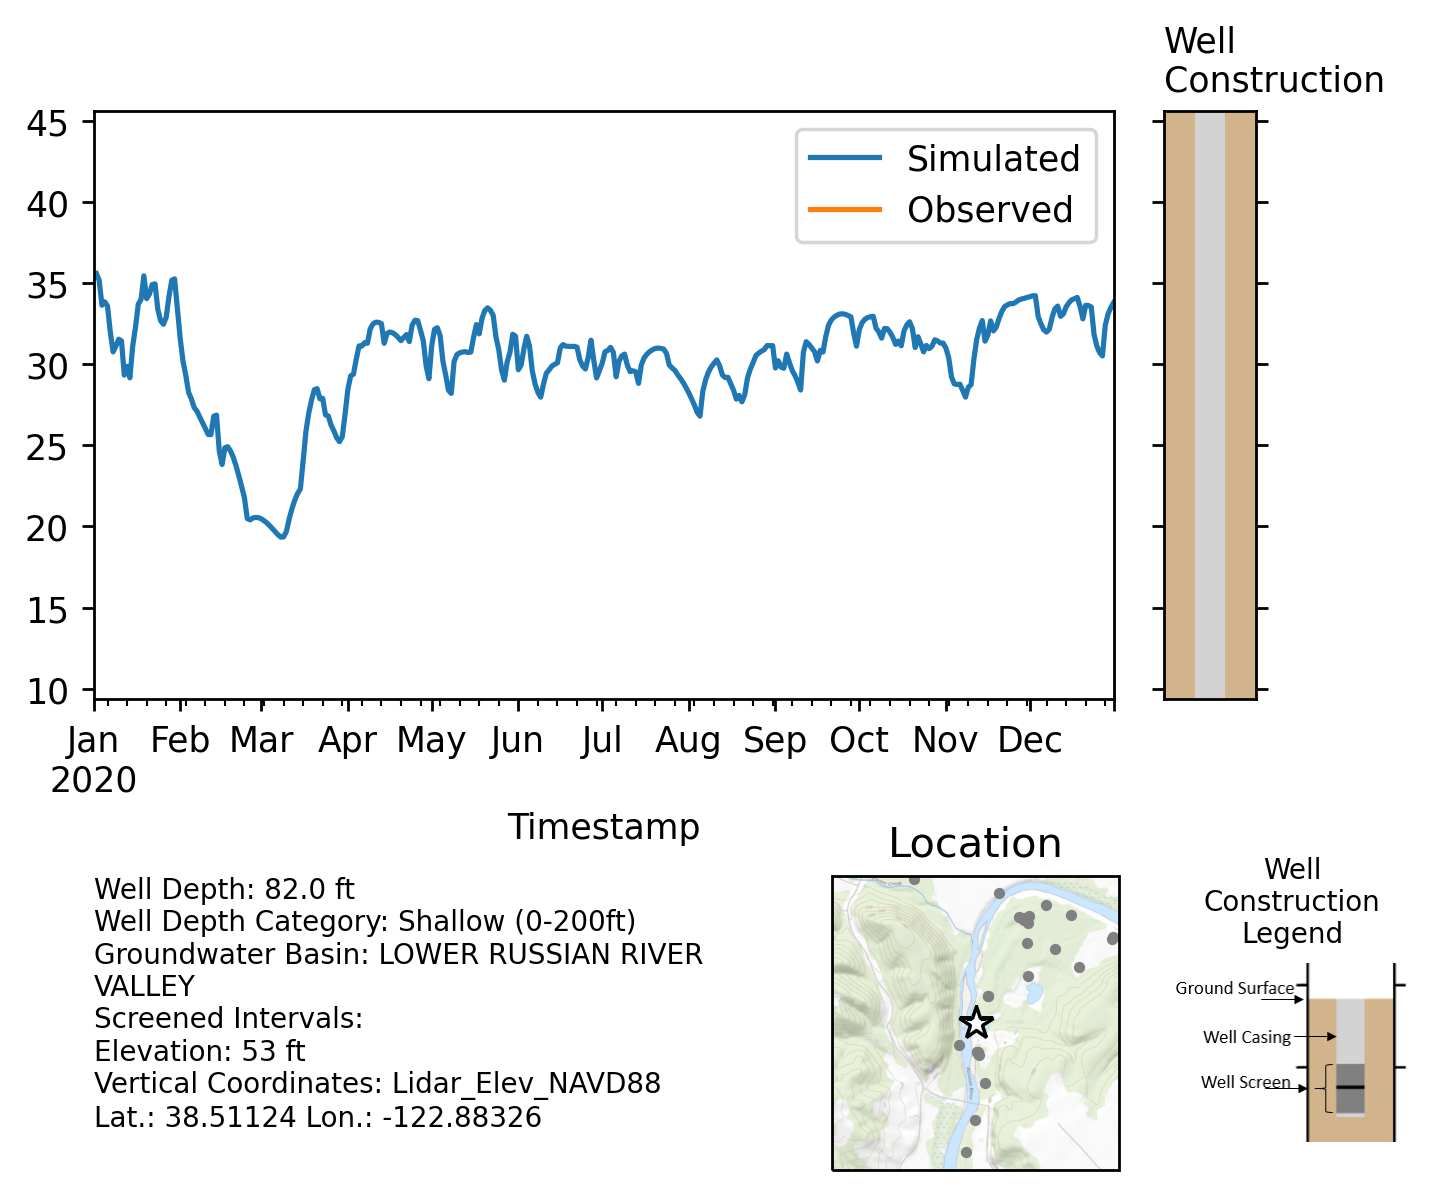 Well
Construction
45
40
35
30
25
20
15
10
Simulated
Observed
Jan Feb Mar Apr May Jun Jul Aug Sep Oct Nov Dec
2020
Timestamp
Well Depth: 82.0 ft
Well Depth Category: Shallow (0-200ft)
Groundwater Basin: LOWER RUSSIAN RIVER
VALLEY
Screened Intervals:
Elevation: 53 ft
Vertical Coordinates: Lidar_Elev_NAVD88
Lat.: 38.51124 Lon.: -122.88326
Location
Well
Construction
Legend
Ground Surface
Well Casing
Well Screen